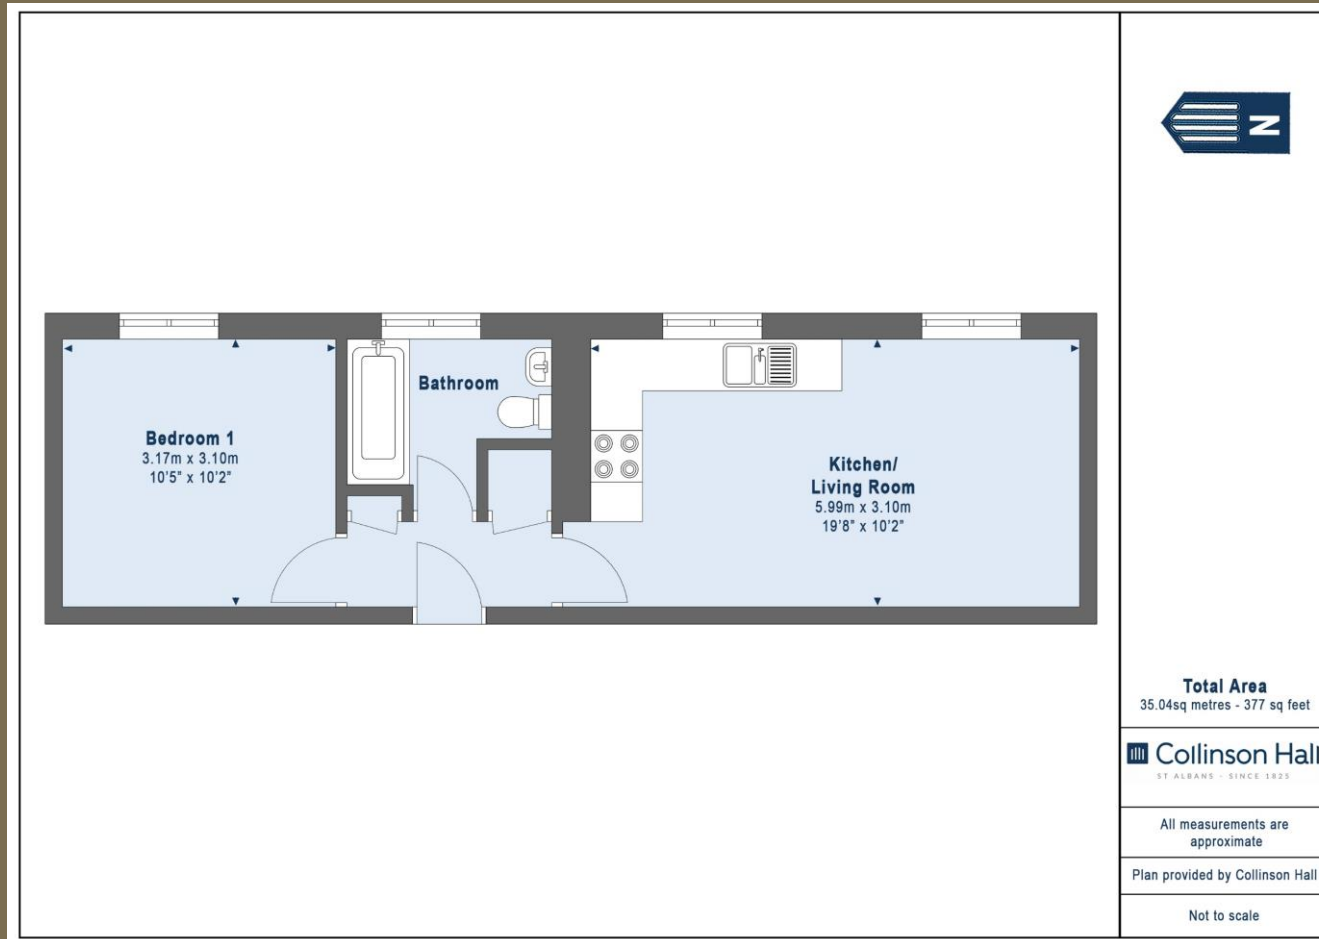 N
Bathroom
Bedroom 1
3.17m x 3.10m
10'5" x 10'2"
Kitchen/
Living Room
5.99m x 3.10m
19'8" x 10'2"
Total Area
35.04sq metres - 377 sq feet
Collinson Hall
ST ALBANS - SINCE 1825
All measurements are
approximate
Plan provided by Collinson Hall
Not to scale